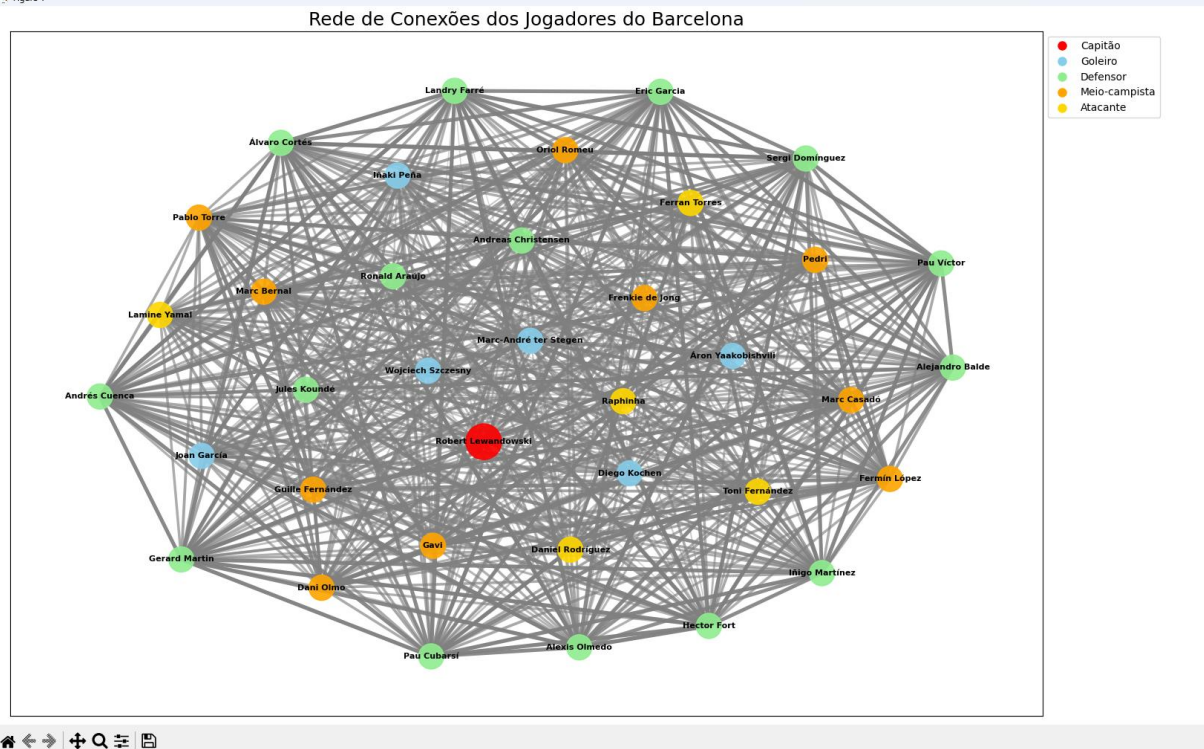 Rede de Conexões dos Jogadores do Barcelona
Capitão
Goleiro
Defensor
Meio-campista
Atacante
Landry Farré
Eric Garcia
Álvaro Cortés
Oriol Romeu
Sergi Domínguez
Iñaki Peña
Ferran Torres
Pablo Torre
Andreas Christensen
Pedri
Pau Víctor
Ronald Araújo
Marc Bernal
Frenkie de Jong
Lamine Yamal
Marc-André ter Stegen
Áron Yaakobishvili
Alejandro Balde
Wojciech Szczesny
Jules Koundé
Andrés Cuenca
Raphinha
Marc Casadó
Robert Lewandowski
Joan García
Diego Kochen
Fermín López
Guille Fernández
Toni Fernández
Gavi
Daniel Rodríguez
Gerard Martín
Iñigo Martínez
Dani Olmo
Hector Fort
Alexis Olmedo
Pau Cubarsí